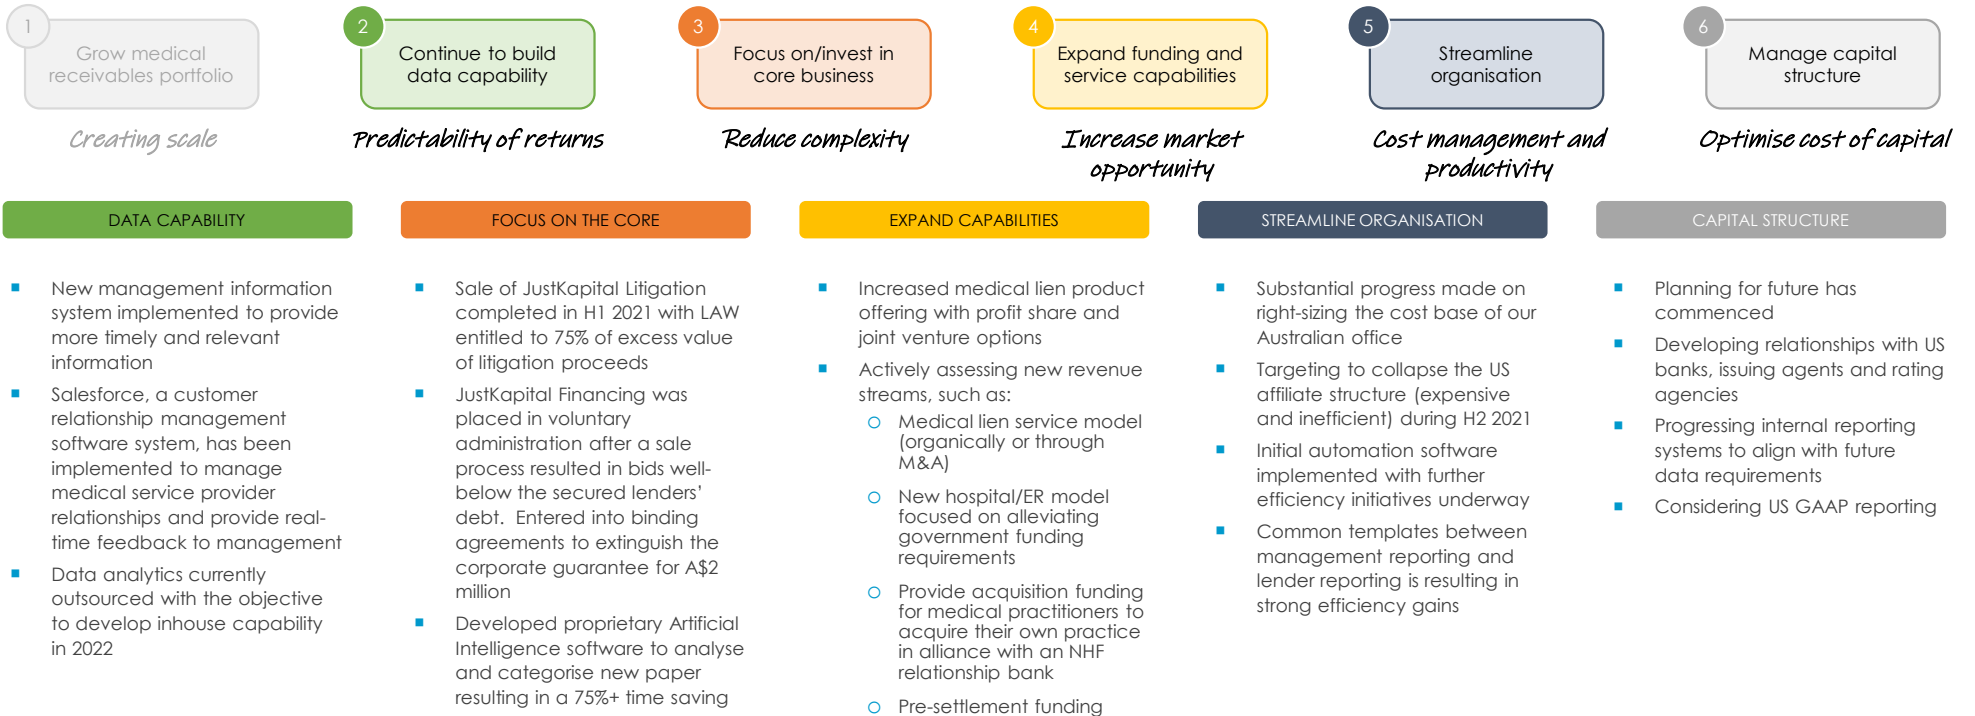 1
Grow medical
receivables portfolio
Creating scale
2
Continue to build
data capability
Predictability of returns
3
Focus on/invest in
core business
Reduce complexity
4
Expand funding and
service capabilities
Increase market
opportunity
5
Streamline
organisation
Cost management and
productivity
6
Manage capital
structure
Optimise cost of capital
DATA CAPABILITY
New management information
system implemented to provide
more timely and relevant
information
Salesforce, a customer
relationship management
software system, has been
implemented to manage
medical service provider
relationships and provide real-
time feedback to management
Data analytics currently
outsourced with the objective
to develop inhouse capability
in 2022
FOCUS ON THE CORE
Sale of JustKapital Litigation
completed in H1 2021 with LAW
entitled to 75% of excess value
of litigation proceeds
JustKapital Financing was
placed in voluntary
administration after a sale
process resulted in bids well-
below the secured lenders'
debt.  Entered into binding
agreements to extinguish the
corporate guarantee for A$2
million
Developed proprietary Artificial
Intelligence software to analyse
and categorise new paper
resulting in a 75%+ time saving
EXPAND CAPABILITIES
Increased medical lien product
offering with profit share and
joint venture options
Actively assessing new revenue
streams, such as:
Medical lien service model
(organically or through
M&A)
New hospital/ER model
focused on alleviating
government funding
requirements
Provide acquisition funding
for medical practitioners to
acquire their own practice
in alliance with an NHF
relationship bank
Pre-settlement funding
STREAMLINE ORGANISATION
Substantial progress made on
right-sizing the cost base of our
Australian office
Targeting to collapse the US
affiliate structure (expensive
and inefficient) during H2 2021
Initial automation software
implemented with further
efficiency initiatives underway
Common templates between
management reporting and
lender reporting is resulting in
strong efficiency gains
CAPITAL STRUCTURE
Planning for future has
commenced
Developing relationships with US
banks, issuing agents and rating
agencies
Progressing internal reporting
systems to align with future
data requirements
Considering US GAAP reporting